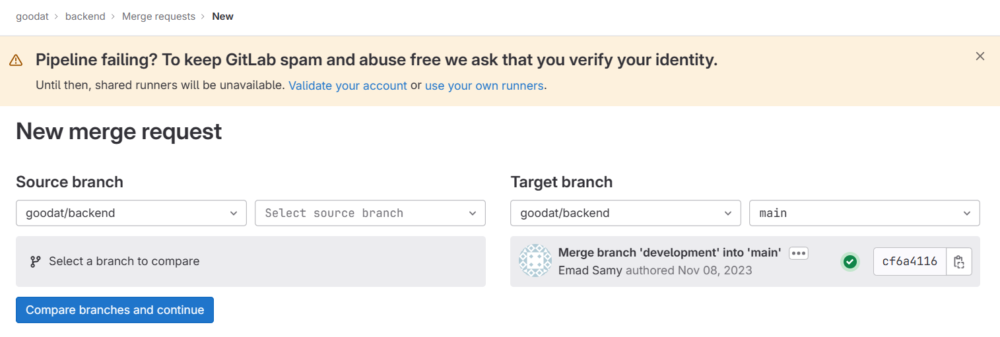 goodat > backend > Merge requests > New
Pipeline failing? To keep GitLab spam and abuse free we ask that you verify your identity.
Until then, shared runners will be unavailable. Validate your account or use your own runners.
New merge request
Source branch
goodat/backend
Select source branch
Select a branch to compare
Target branch
goodat/backend
main
Merge branch 'development' into 'main'
Emad Samy authored Nov 08, 2023
cf6a4116
Compare branches and continue